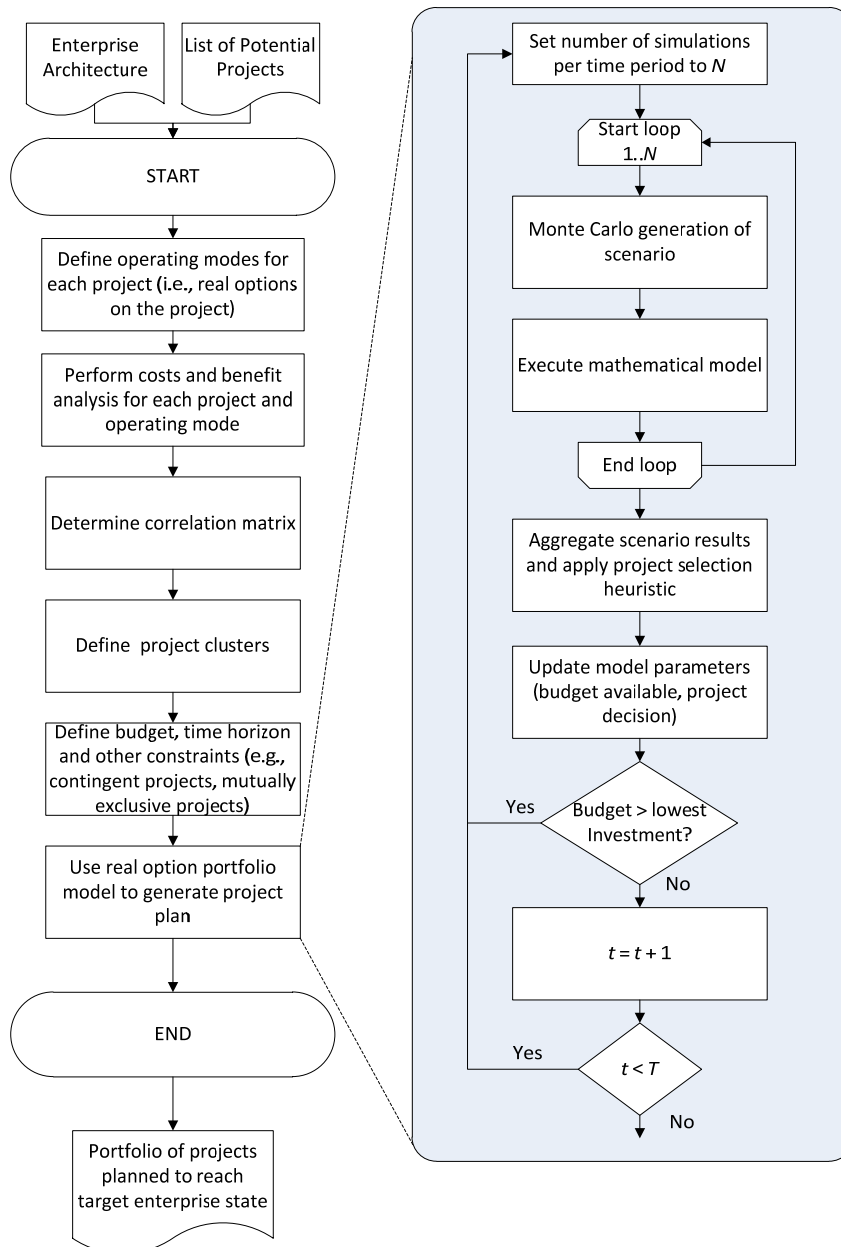 Enterprise
Architecture
List of Potential
Projects
START
Define operating modes for
each project (i.e., real options
on the project)
Perform costs and benefit
analysis for each project and
operating mode
Determine correlation matrix
Define project clusters
Define budget, time horizon
and other constraints (e.g.,
contingent projects, mutually
exclusive projects)
Use real option portfolio
model to generate project
plan
END
Portfolio of projects
planned to reach
target enterprise state
Set number of simulations
per time period to N
Start loop
1..N
Monte Carlo generation of
scenario
Execute mathematical model
End loop
Aggregate scenario results
and apply project selection
heuristic
Update model parameters
(budget available, project
decision)
Yes
Budget > lowest
Investment?
No
t = t + 1
Yes
t < T
No